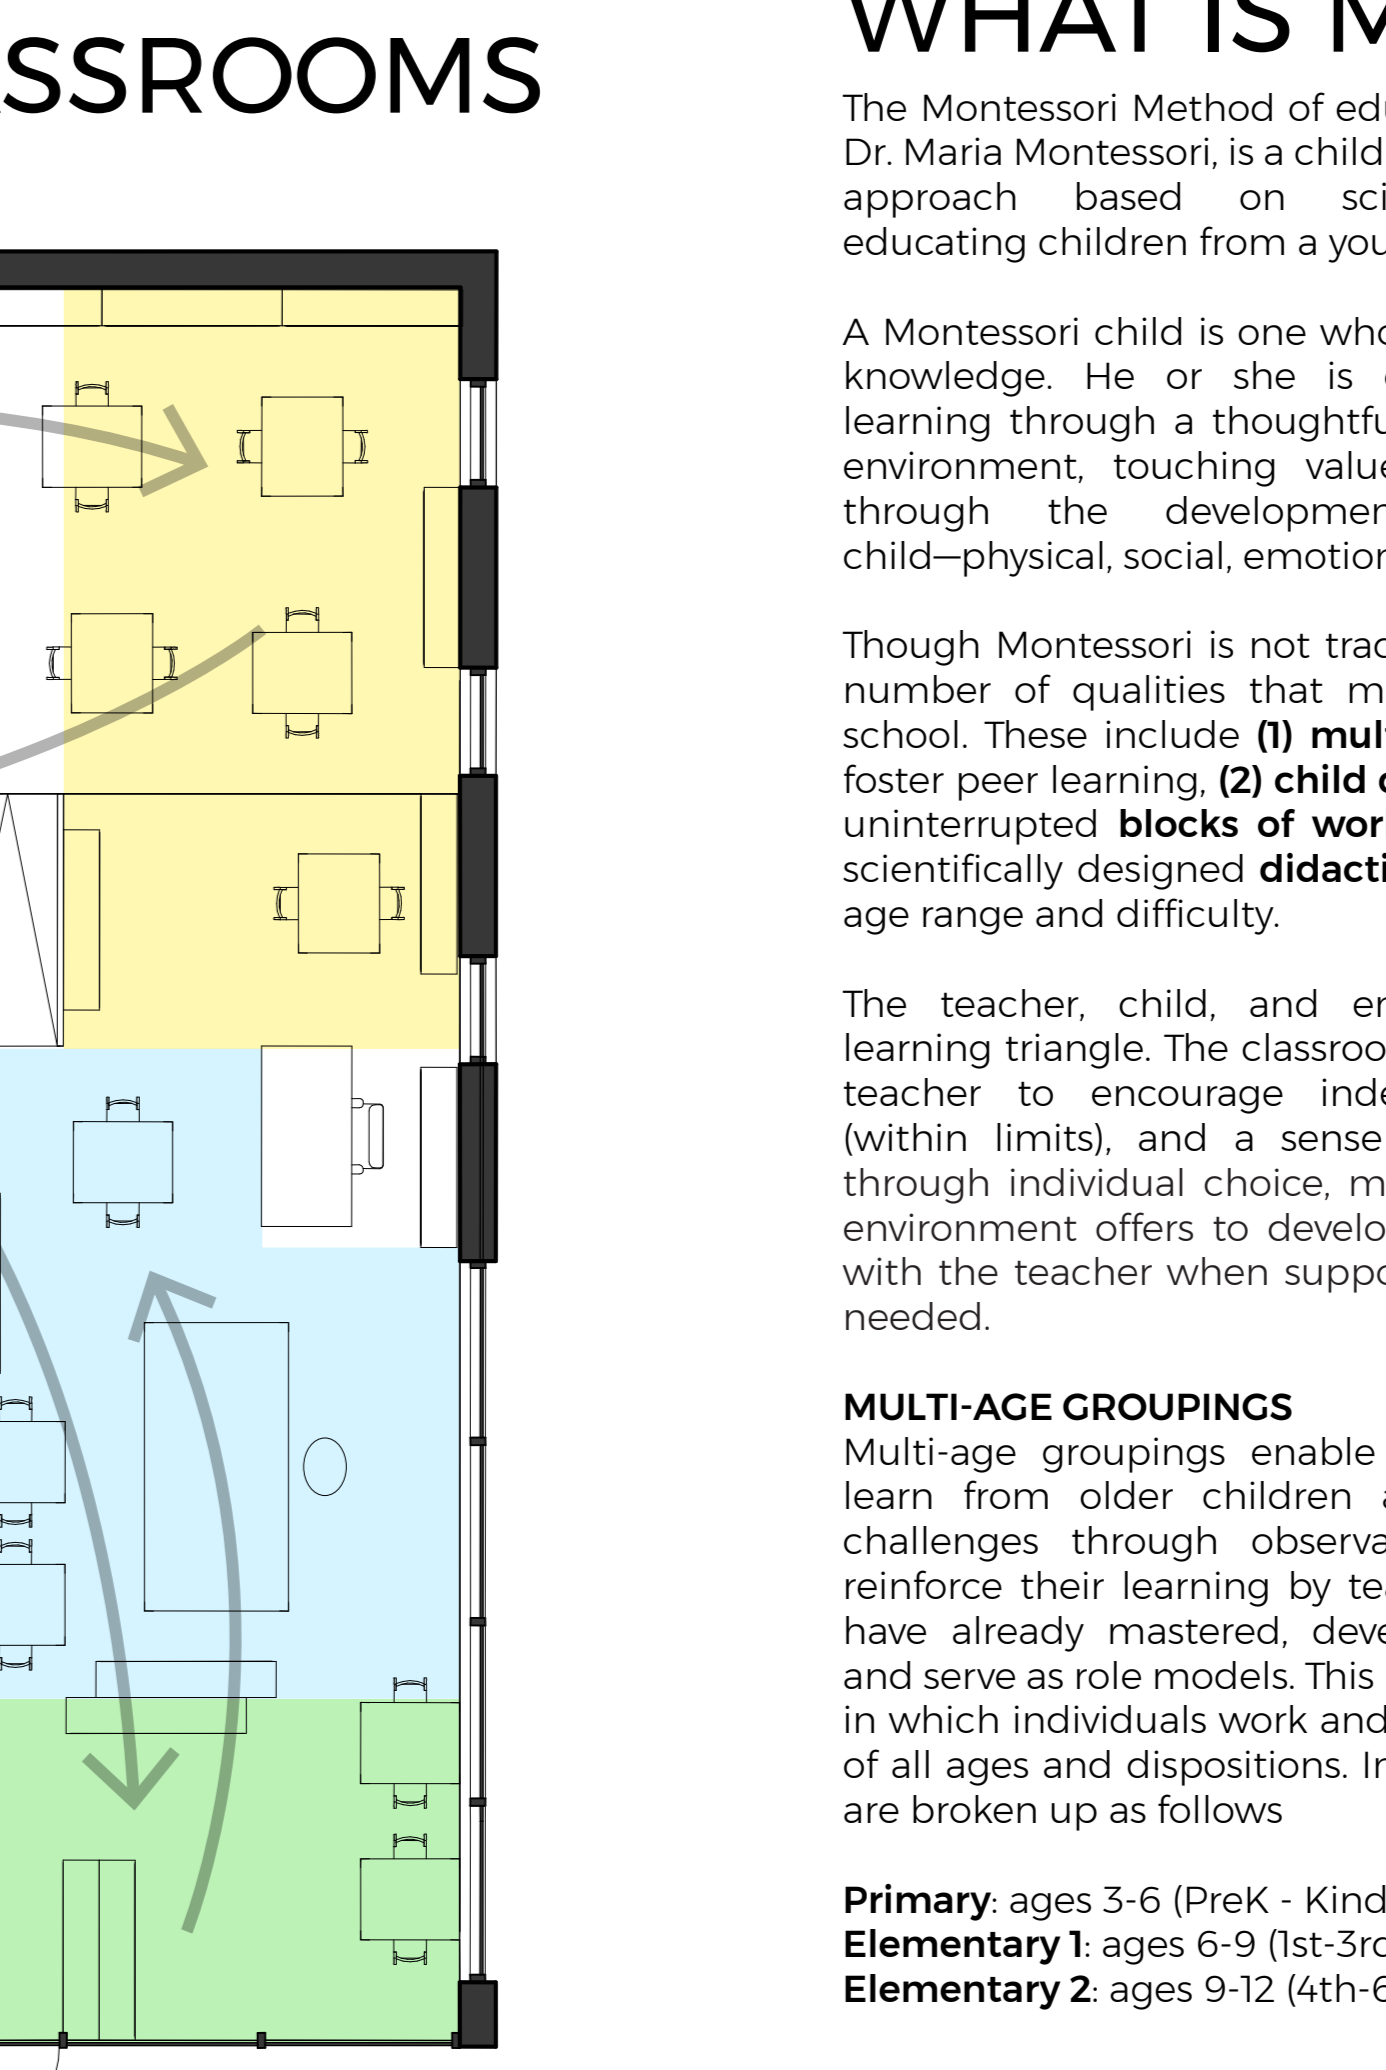 SSROOMS
WHAT IS M
The Montessori Method of edu
Dr. Maria Montessori, is a child
approach based on sci
educating children from a you
A Montessori child is one who
knowledge. He or she is
learning through a thoughtfu
environment, touching value
through the developmen
child—physical, social, emotion
Though Montessori is not trad
number of qualities that m
school. These include (1) mult
foster peer learning, (2) child c
uninterrupted blocks of wor
scientifically designed didacti
age range and difficulty.
The teacher, child, and en
learning triangle. The classroo
teacher to encourage inde
(within limits), and a sense
through individual choice, m
environment offers to develo
with the teacher when suppo
needed.
MULTI-AGE GROUPINGS
Multi-age groupings enable
learn from older children a
challenges through observa
reinforce their learning by tea
have already mastered, deve
and serve as role models. This
in which individuals work and
of all ages and dispositions. In
are broken up as follows
Primary: ages 3-6 (PreK - Kind
Elementary 1: ages 6-9 (1st-3rd
Elementary 2: ages 9-12 (4th-6